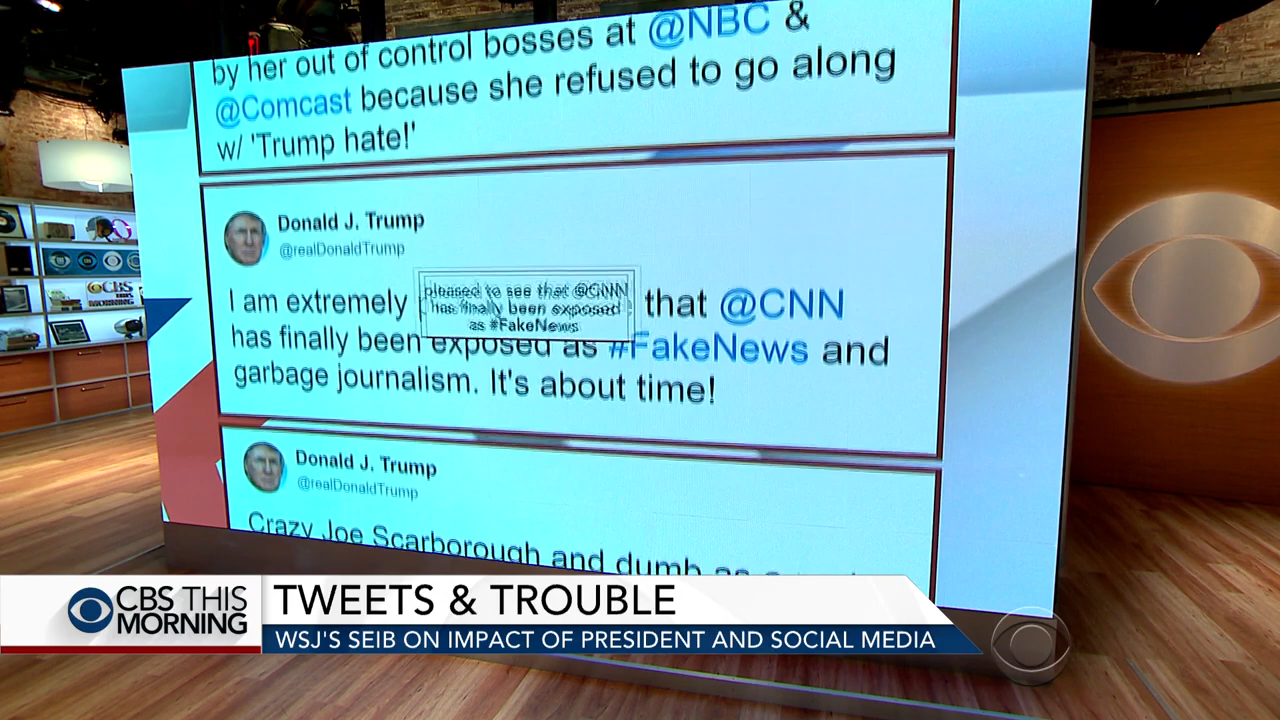 by her out of control bosses at @NBC &
@Comcast because she refused to go along
w/ 'Trump hate!'
Donald J. Trump
@realDonaldTrump
I am extremely
pleased to see that @CNN
has finally been exposed
as #FakeNews
that @CNN
has finally been exposed as #FakeNews and
garbage journalism. It's about time!
Donald J. Trump
@realDonaldTrump
Crazy Joe Scarborough and dumb as a
CBS
MORNING
CBS THIS
MORNING
TWEETS & TROUBLE
WSJ'S SEIB ON IMPACT OF PRESIDENT AND SOCIAL MEDIA